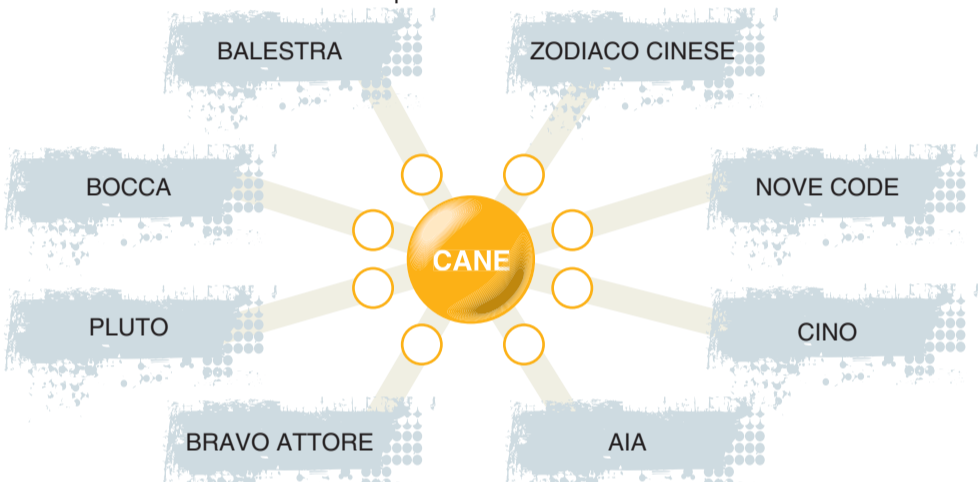 BALESTRA
ZODIACO CINESE
BOCCA
NOVE CODE
CANE
PLUTO
CINO
BRAVO ATTORE
AIA